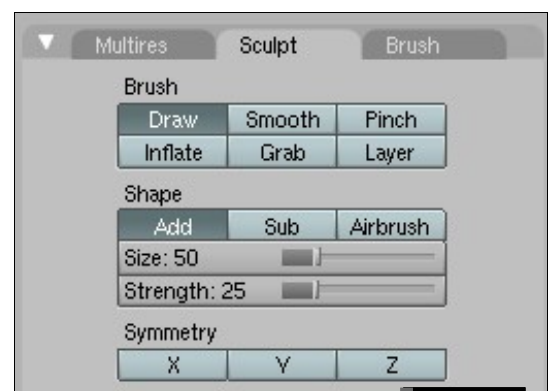 Multires Sculpt Brush
Brush
Draw Smooth Pinch
Inflate Grab Layer
Shape
Add Sub Airbrush
Size: 50
Strength: 25
Symmetry
X Y Z